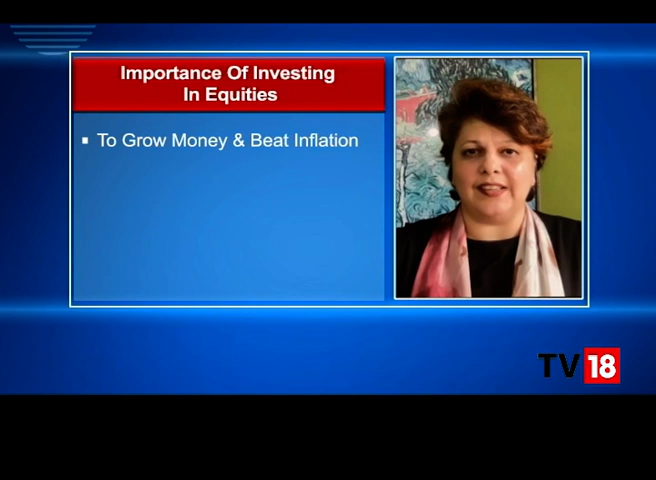 Importance Of Investing
In Equities
▪ To Grow Money & Beat Inflation
TV18